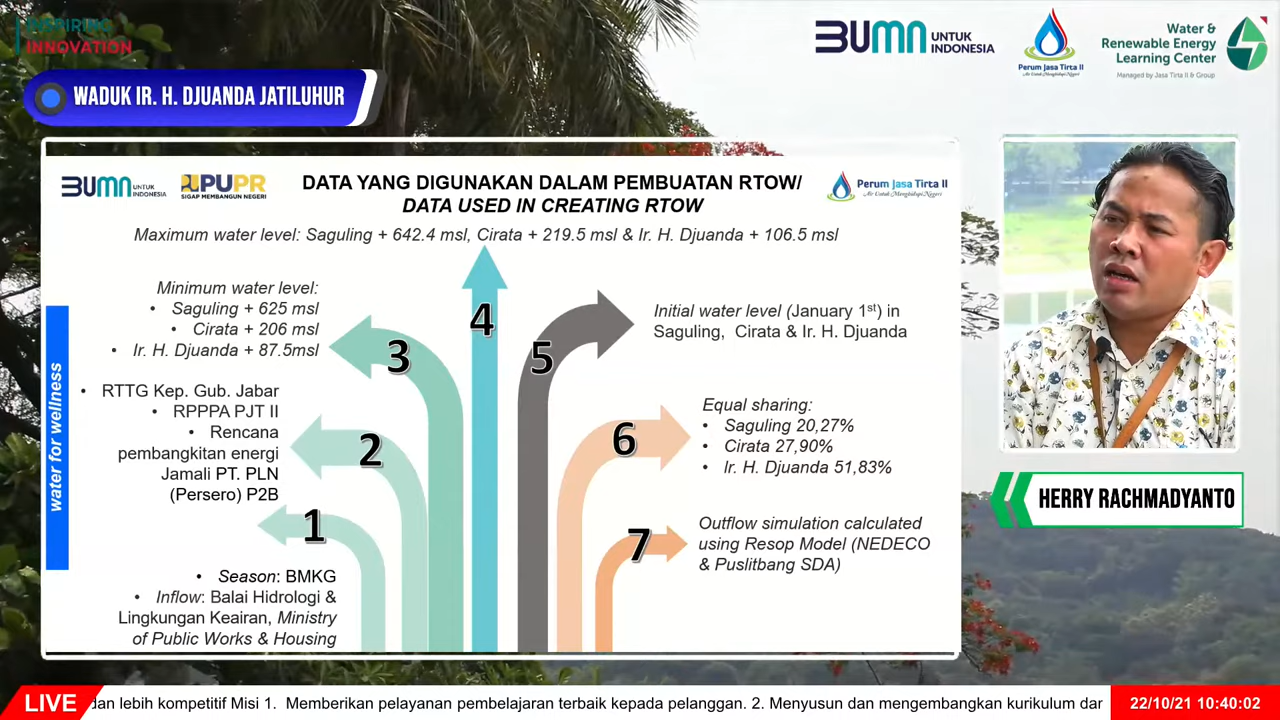 INSPIRING
INNOVATION
BUMN UNTUK
INDONESIA
Perum Jasa Tirta II
Air Untuk Menghidupi Negeri
Water &
Renewable Energy
Learning Center
Managed by Jasa Tirta II & Group
WADUK IR. H. DJUANDA JATILUHUR
BUMN UNTUK
INDONESIA
PUPR
SIGAP MEMBANGUN NEGERI
DATA YANG DIGUNAKAN DALAM PEMBUATAN RTOW/
DATA USED IN CREATING RTOW
Perum Jasa Tirta II
Air Untuk Menghidupi Negeri
Maximum water level: Saguling + 642.4 msl, Cirata + 219.5 msl & Ir. H. Djuanda + 106.5 msl
Minimum water level:
• Saguling + 625 msl
• Cirata + 206 msl
• Ir. H. Djuanda + 87.5msl
3
4
5
Initial water level (January 1st) in
Saguling, Cirata & Ir. H. Djuanda
water for wellness
• RTTG Kep. Gub. Jabar
• RPPPA PJT II
• Rencana
pembangkitan energi
Jamali PT. PLN
(Persero) P2B
2
6
Equal sharing:
• Saguling 20,27%
• Cirata 27,90%
• Ir. H. Djuanda 51,83%
1
7
Outflow simulation calculated
using Resop Model (NEDECO
& Puslitbang SDA)
• Season: BMKG
• Inflow: Balai Hidrologi &
Lingkungan Keairan, Ministry
of Public Works & Housing
HERRY RACHMADYANTO
LIVE
dan lebih kompetitif Misi 1. Memberikan pelayanan pembelajaran terbaik kepada pelanggan. 2. Menyusun dan mengembangkan kurikulum dar
22/10/21 10:40:02